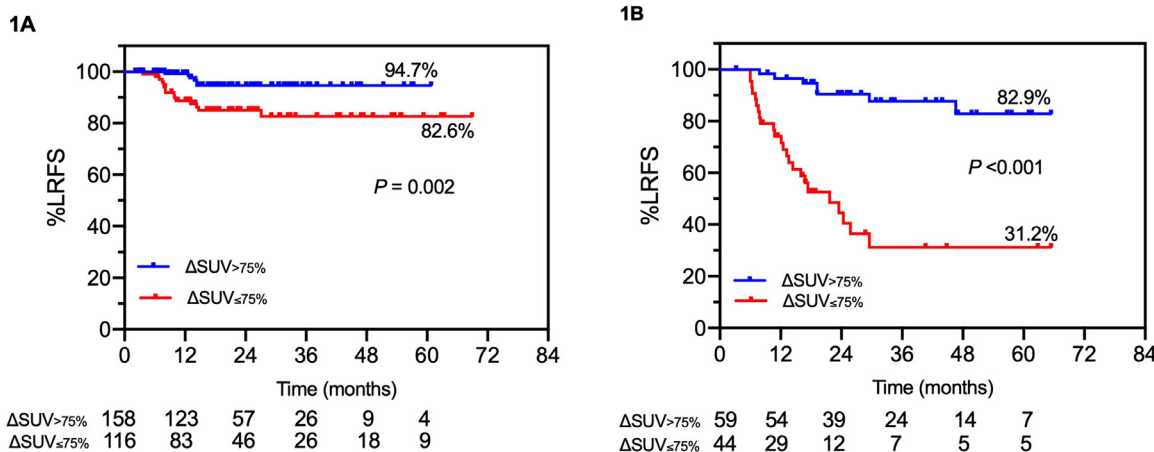 1A
100
80
60
40
20
0
%LRFS
94.7%
82.6%
P = 0.002
ΔSUV>75%
ΔSUV≤75%
0 12 24 36 48 60 72 84
Time (months)
ΔSUV>75% 158 123 57 26 9 4
ΔSUV≤75% 116 83 46 26 18 9
1B
100
80
60
40
20
0
%LRFS
82.9%
P <0.001
31.2%
ΔSUV>75%
ΔSUV≤75%
0 12 24 36 48 60 72 84
Time (months)
ΔSUV>75% 59 54 39 24 14 7
ΔSUV≤75% 44 29 12 7 5 5